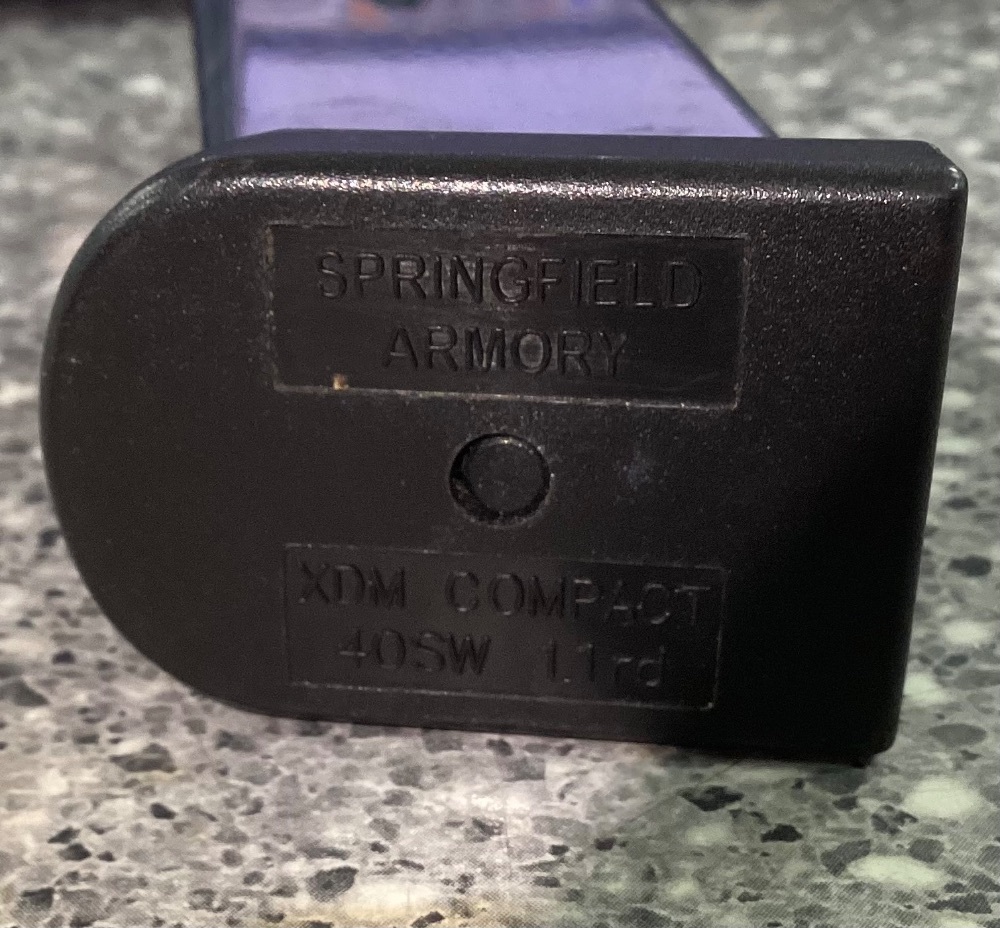 SPRINGFIELD
ARMORY
XDM COMPACT
40SW 11rd